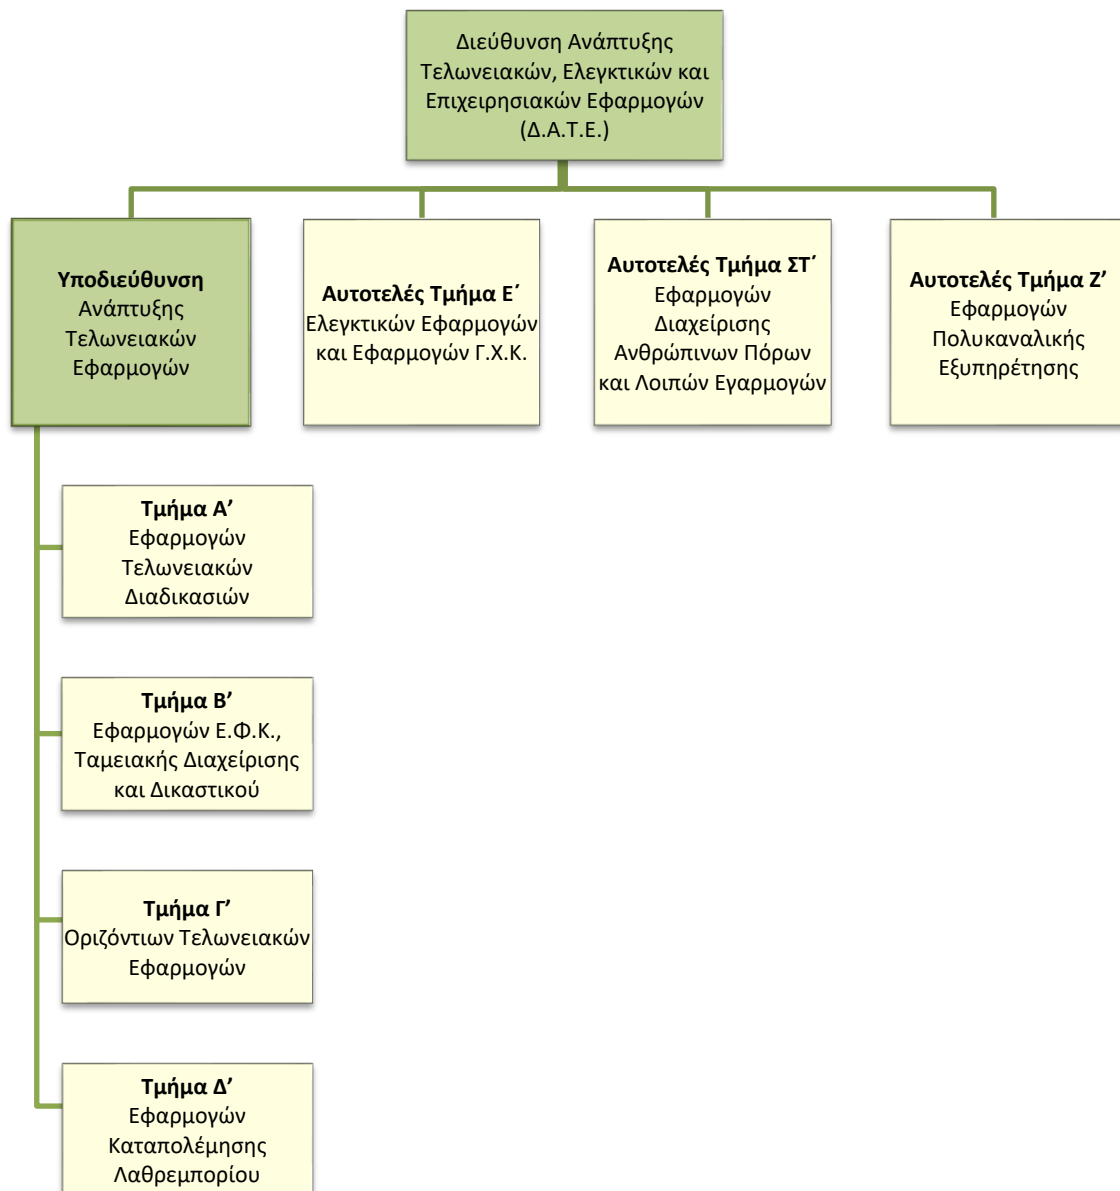 Διεύθυνση Ανάπτυξης
Τελωνειακών, Ελεγκτικών και
Επιχειρησιακών Εφαρμογών
(Δ.Α.Τ.Ε.)
Υποδιεύθυνση
Ανάπτυξης
Τελωνειακών
Εφαρμογών
Αυτοτελές Τμήμα Ε΄
Ελεγκτικών Εφαρμογών
και Εφαρμογών Γ.Χ.Κ.
Αυτοτελές Τμήμα ΣΤ΄
Εφαρμογών
Διαχείρισης
Ανθρώπινων Πόρων
και Λοιπών Εγαρμογών
Αυτοτελές Τμήμα Ζ’
Εφαρμογών
Πολυκαναλικής
Εξυπηρέτησης
Τμήμα Α’
Εφαρμογών
Τελωνειακών
Διαδικασιών
Τμήμα Β’
Εφαρμογών Ε.Φ.Κ.,
Ταμειακής Διαχείρισης
και Δικαστικού
Τμήμα Γ’
Οριζόντιων Τελωνειακών
Εφαρμογών
Τμήμα Δ’
Εφαρμογών
Καταπολέμησης
Λαθρεμπορίου